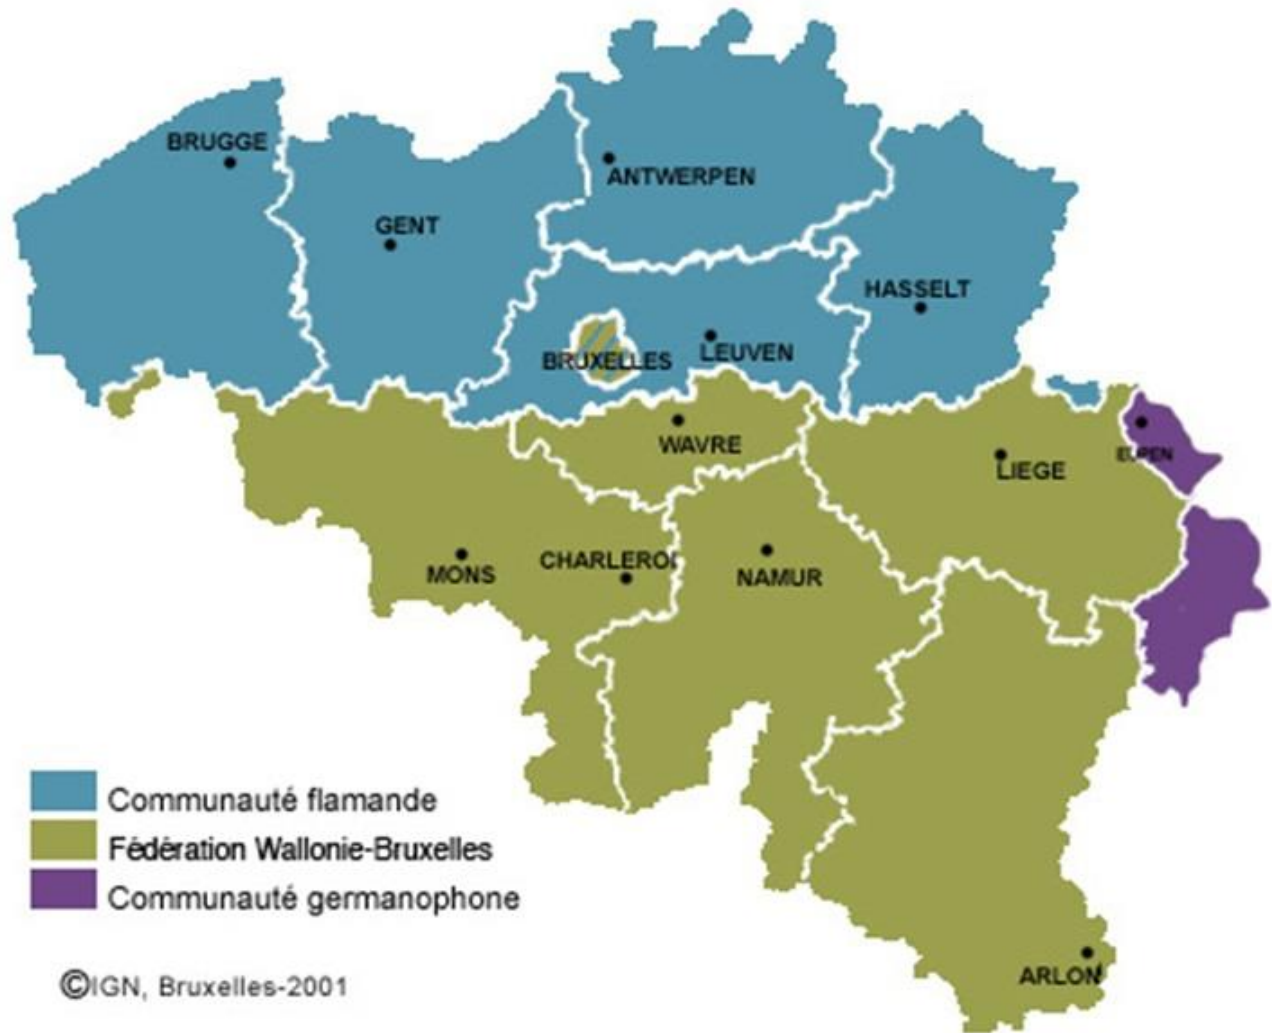 BRUGGE
ANTWERPEN
GENT
HASSELT
BRUXELLES
LEUVEN
WAVRE
EUPEN
LIEGE
CHARLEROI
MONS
NAMUR
Communauté flamande
Fédération Wallonie-Bruxelles
Communauté germanophone
ARLON
©IGN, Bruxelles-2001